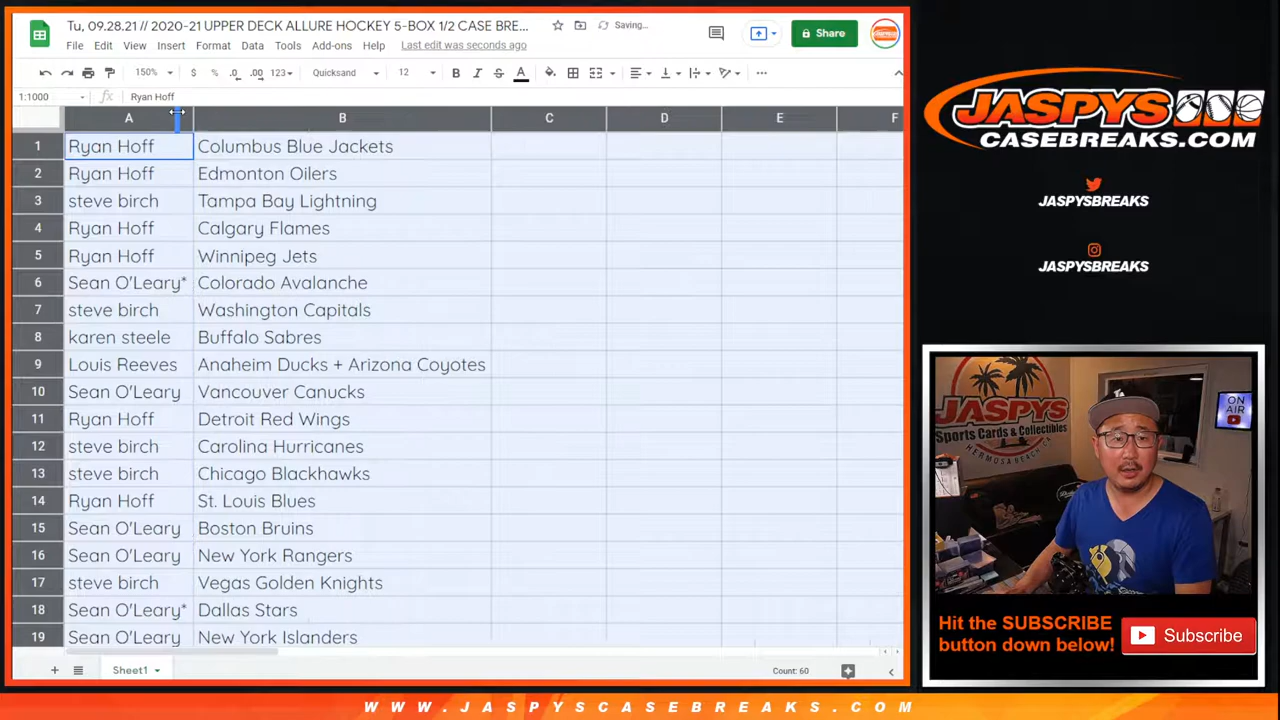 Tu, 09.28.21 // 2020-21 UPPER DECK ALLURE HOCKEY 5-BOX 1/2 CASE BRE...
Saving...
Share
File Edit View Insert Format Data Tools Add-ons Help Last edit was seconds ago
150% $ % .0 .00 123 Quicksand 12 B I S A
1:1000 fx Ryan Hoff
A B C D E F
1 Ryan Hoff Columbus Blue Jackets
2 Ryan Hoff Edmonton Oilers
3 steve birch Tampa Bay Lightning
4 Ryan Hoff Calgary Flames
5 Ryan Hoff Winnipeg Jets
6 Sean O'Leary* Colorado Avalanche
7 steve birch Washington Capitals
8 karen steele Buffalo Sabres
9 Louis Reeves Anaheim Ducks + Arizona Coyotes
10 Sean O'Leary Vancouver Canucks
11 Ryan Hoff Detroit Red Wings
12 steve birch Carolina Hurricanes
13 steve birch Chicago Blackhawks
14 Ryan Hoff St. Louis Blues
15 Sean O'Leary Boston Bruins
16 Sean O'Leary New York Rangers
17 steve birch Vegas Golden Knights
18 Sean O'Leary* Dallas Stars
19 Sean O'Leary New York Islanders
Sheet1
Count: 60
JASPYS
CASEBREAKS.COM
JASPYSBREAKS
JASPYSBREAKS
JASPYS
Sports Cards & Collectibles
HERMOSA BEACH CA
ON AIR
Hit the SUBSCRIBE
button down below!
Subscribe
WWW.JASPYSCASEBREAKS.COM